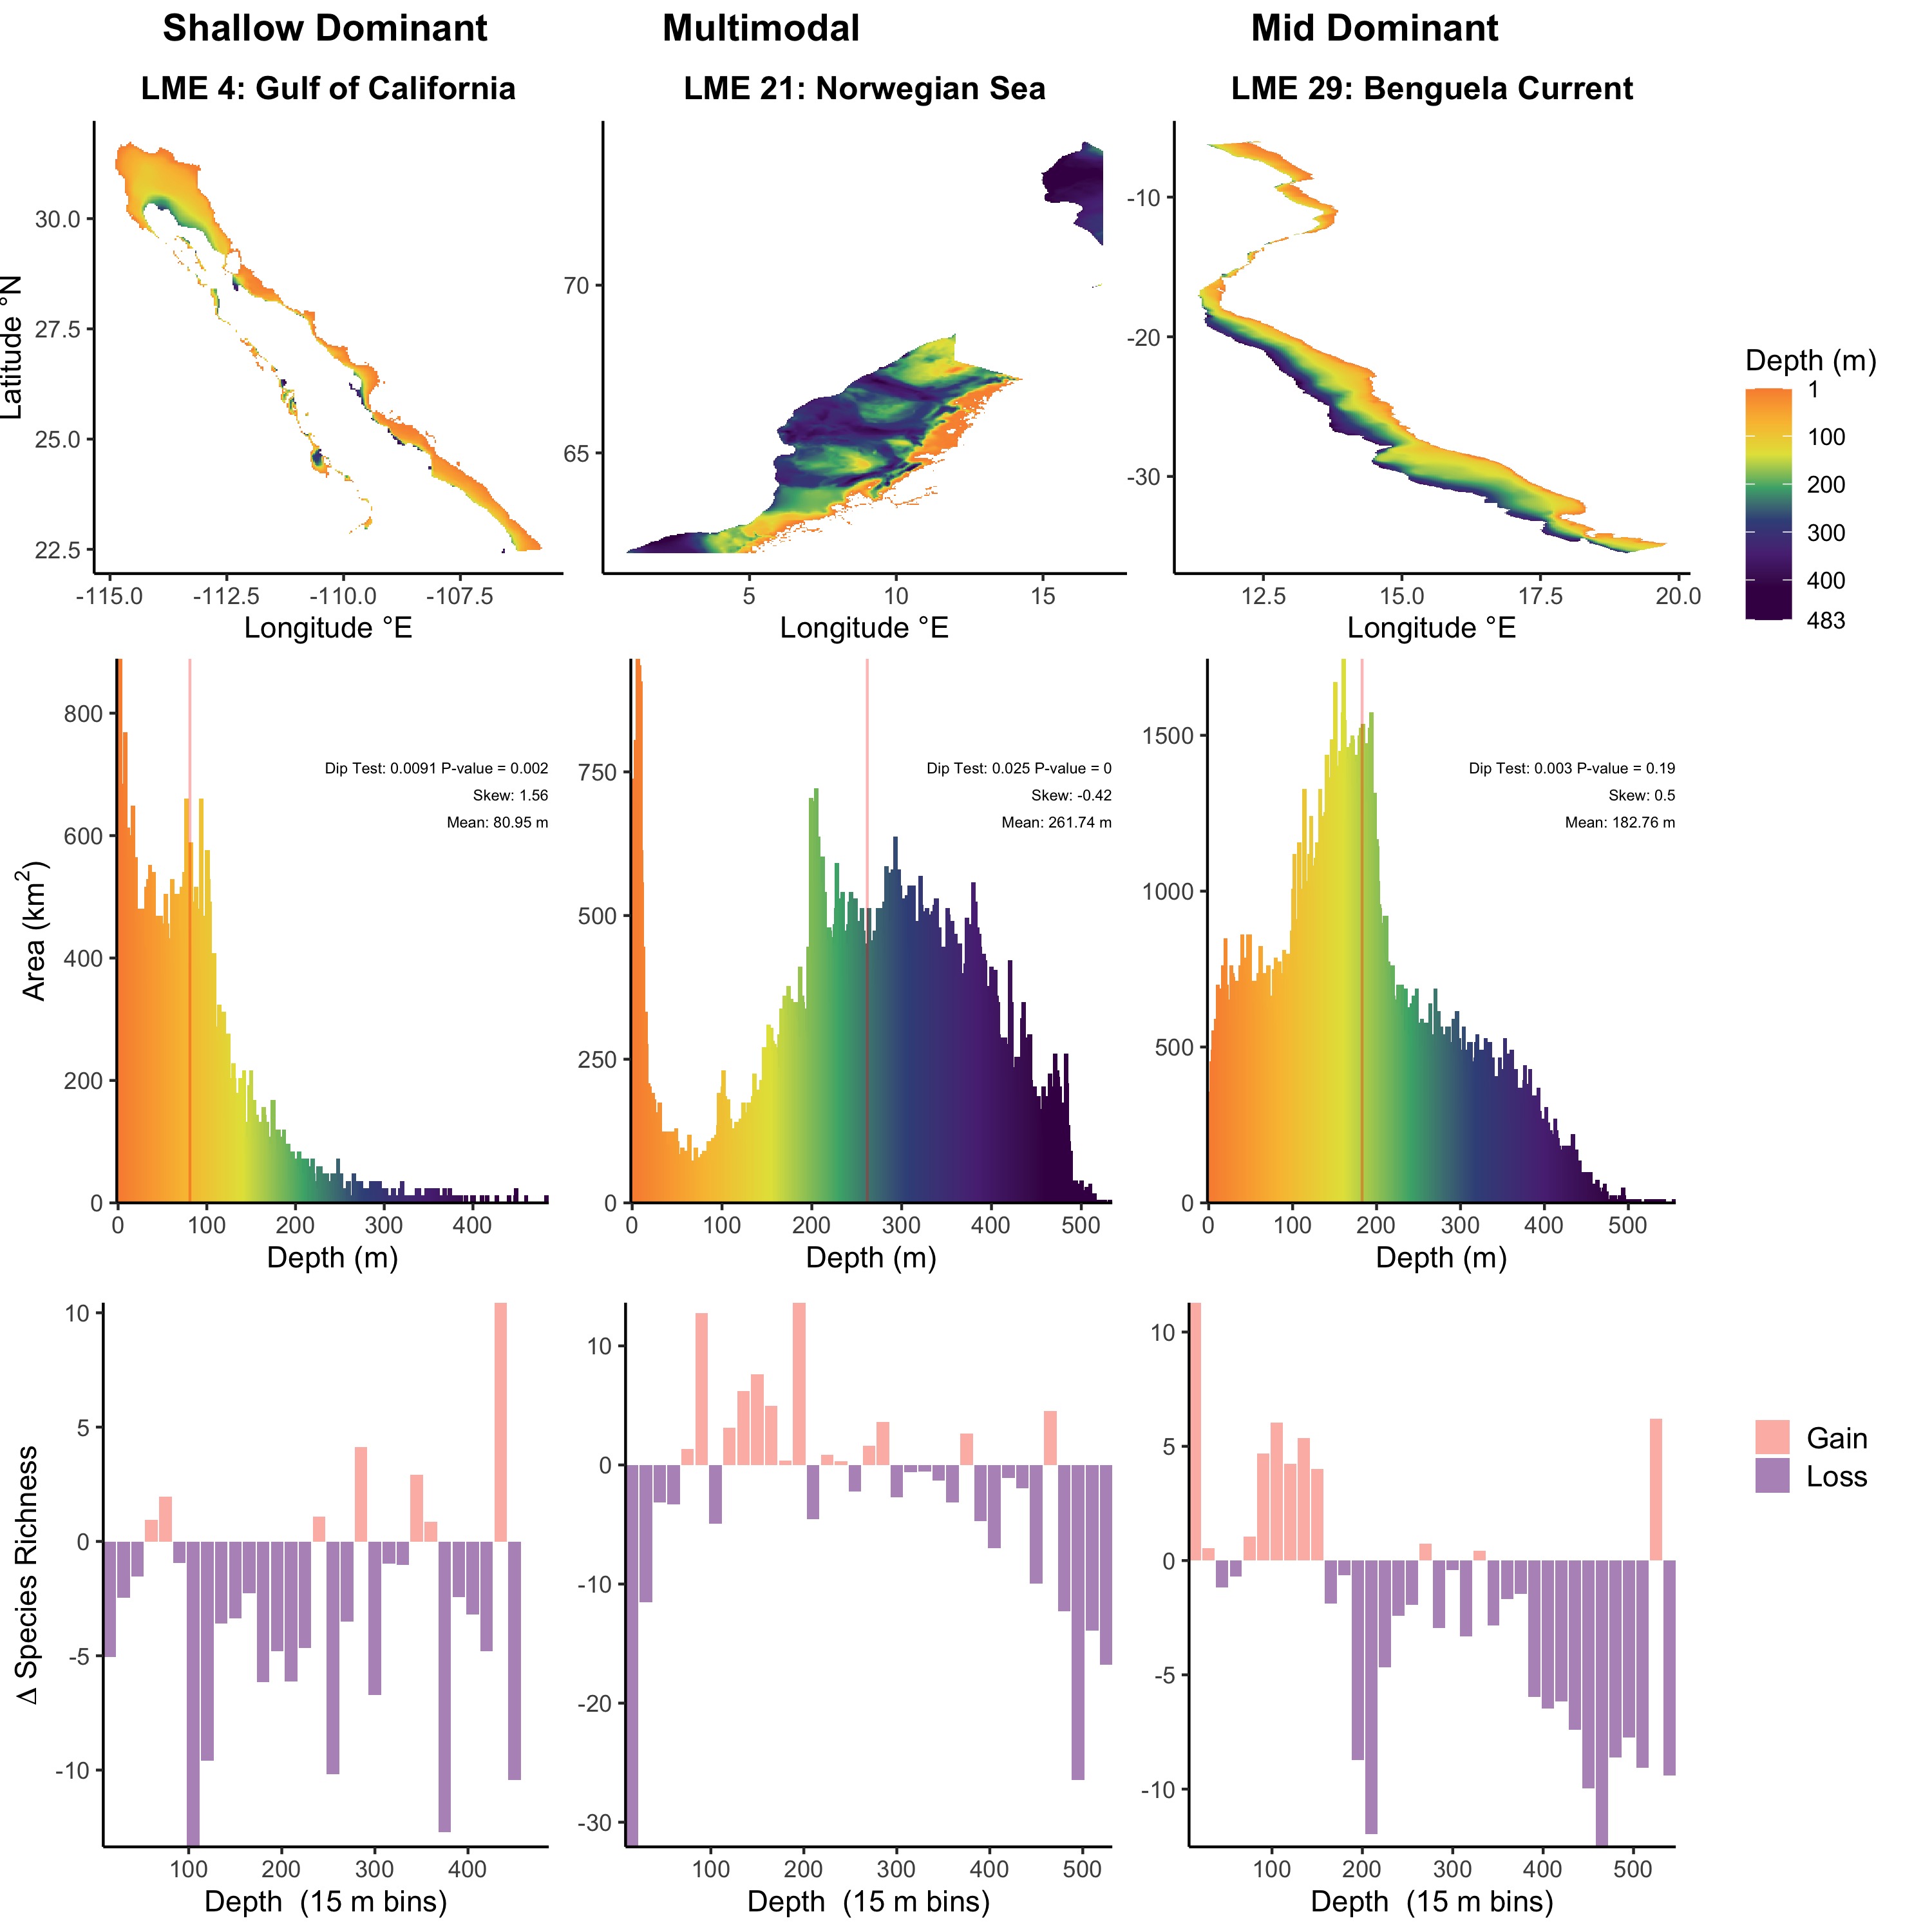 Shallow Dominant
Multimodal
Mid Dominant
LME 4: Gulf of California
LME 21: Norwegian Sea
LME 29: Benguela Current
Latitude °N
30.0
27.5
25.0
22.5
-115.0
-112.5
-110.0
-107.5
Longitude °E
70
65
5
10
15
Longitude °E
-10
-20
-30
12.5
15.0
17.5
20.0
Longitude °E
Depth (m)
1
100
200
300
400
483
Area (km2)
800
600
400
200
0
Dip Test: 0.0091 P-value = 0.002
Skew: 1.56
Mean: 80.95 m
0
100
200
300
400
Depth (m)
750
500
250
0
Dip Test: 0.025 P-value = 0
Skew: -0.42
Mean: 261.74 m
0
100
200
300
400
500
Depth (m)
1500
1000
500
0
Dip Test: 0.003 P-value = 0.19
Skew: 0.5
Mean: 182.76 m
0
100
200
300
400
500
Depth (m)
Δ Species Richness
10
5
0
-5
-10
100
200
300
400
Depth  (15 m bins)
10
0
-10
-20
-30
100
200
300
400
500
Depth  (15 m bins)
10
5
0
-5
-10
100
200
300
400
500
Depth  (15 m bins)
Gain
Loss